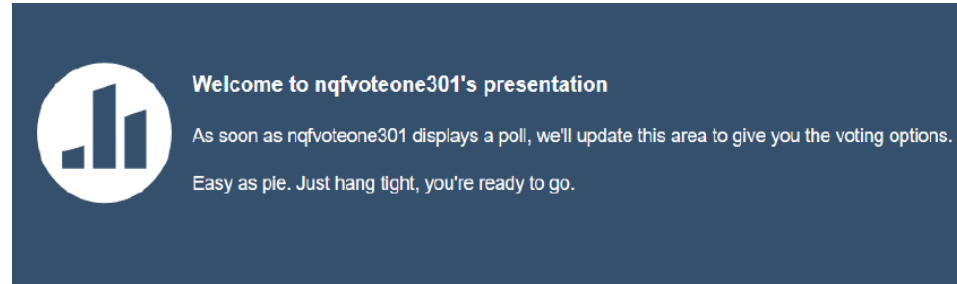 Welcome to nqfvoteone301's presentation
As soon as nqfvoteone301 displays a poll, we'll update this area to give you the voting options.
Easy as pie. Just hang tight, you're ready to go.